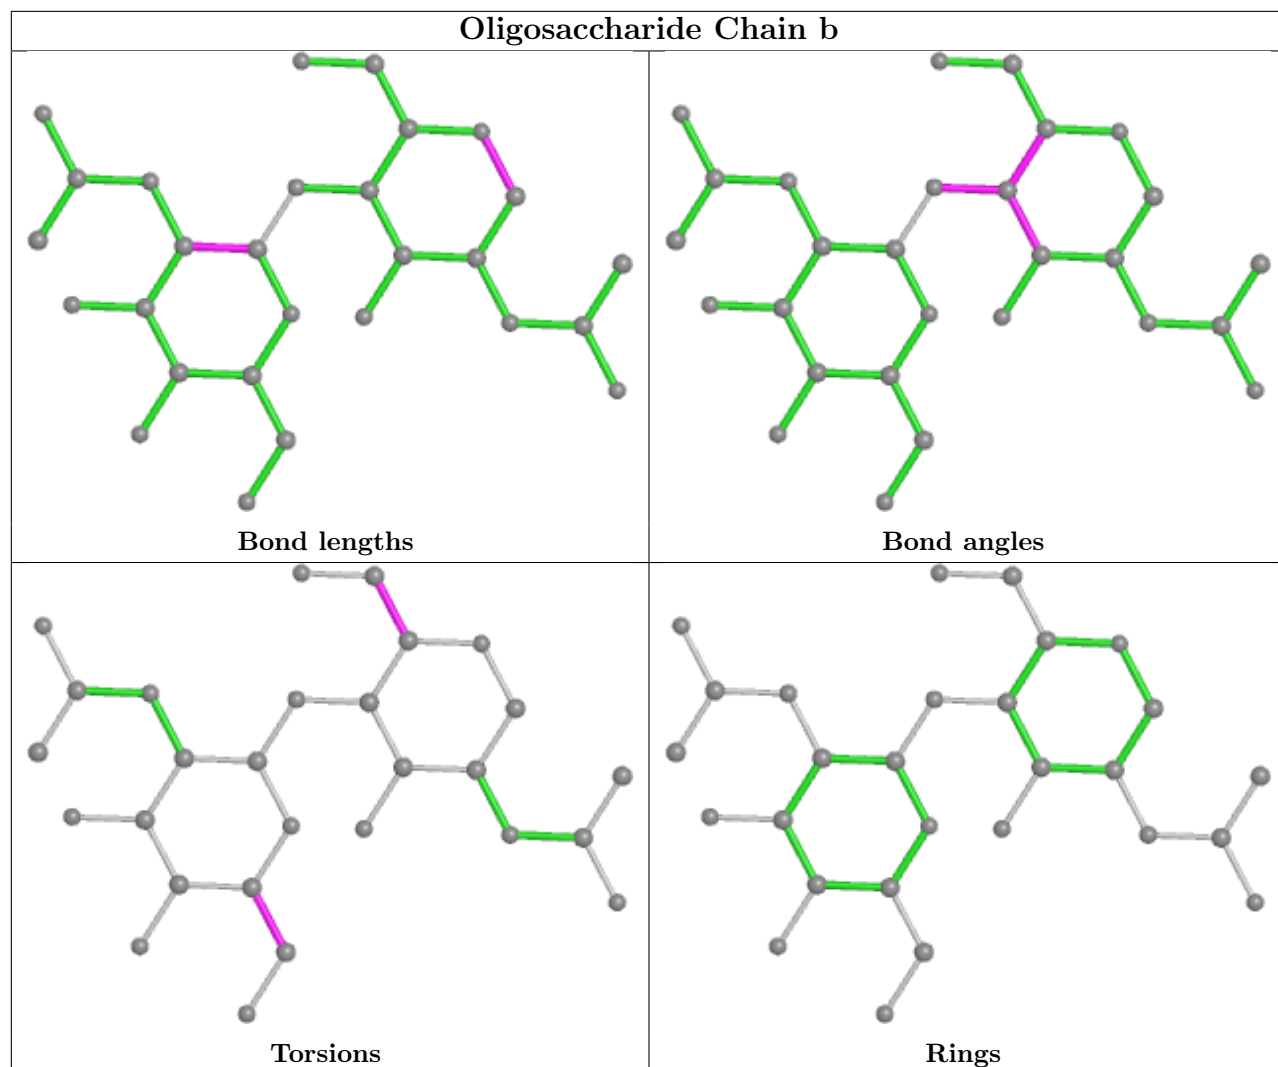 Oligosaccharide Chain b
Bond lengths
Bond angles
Torsions
Rings